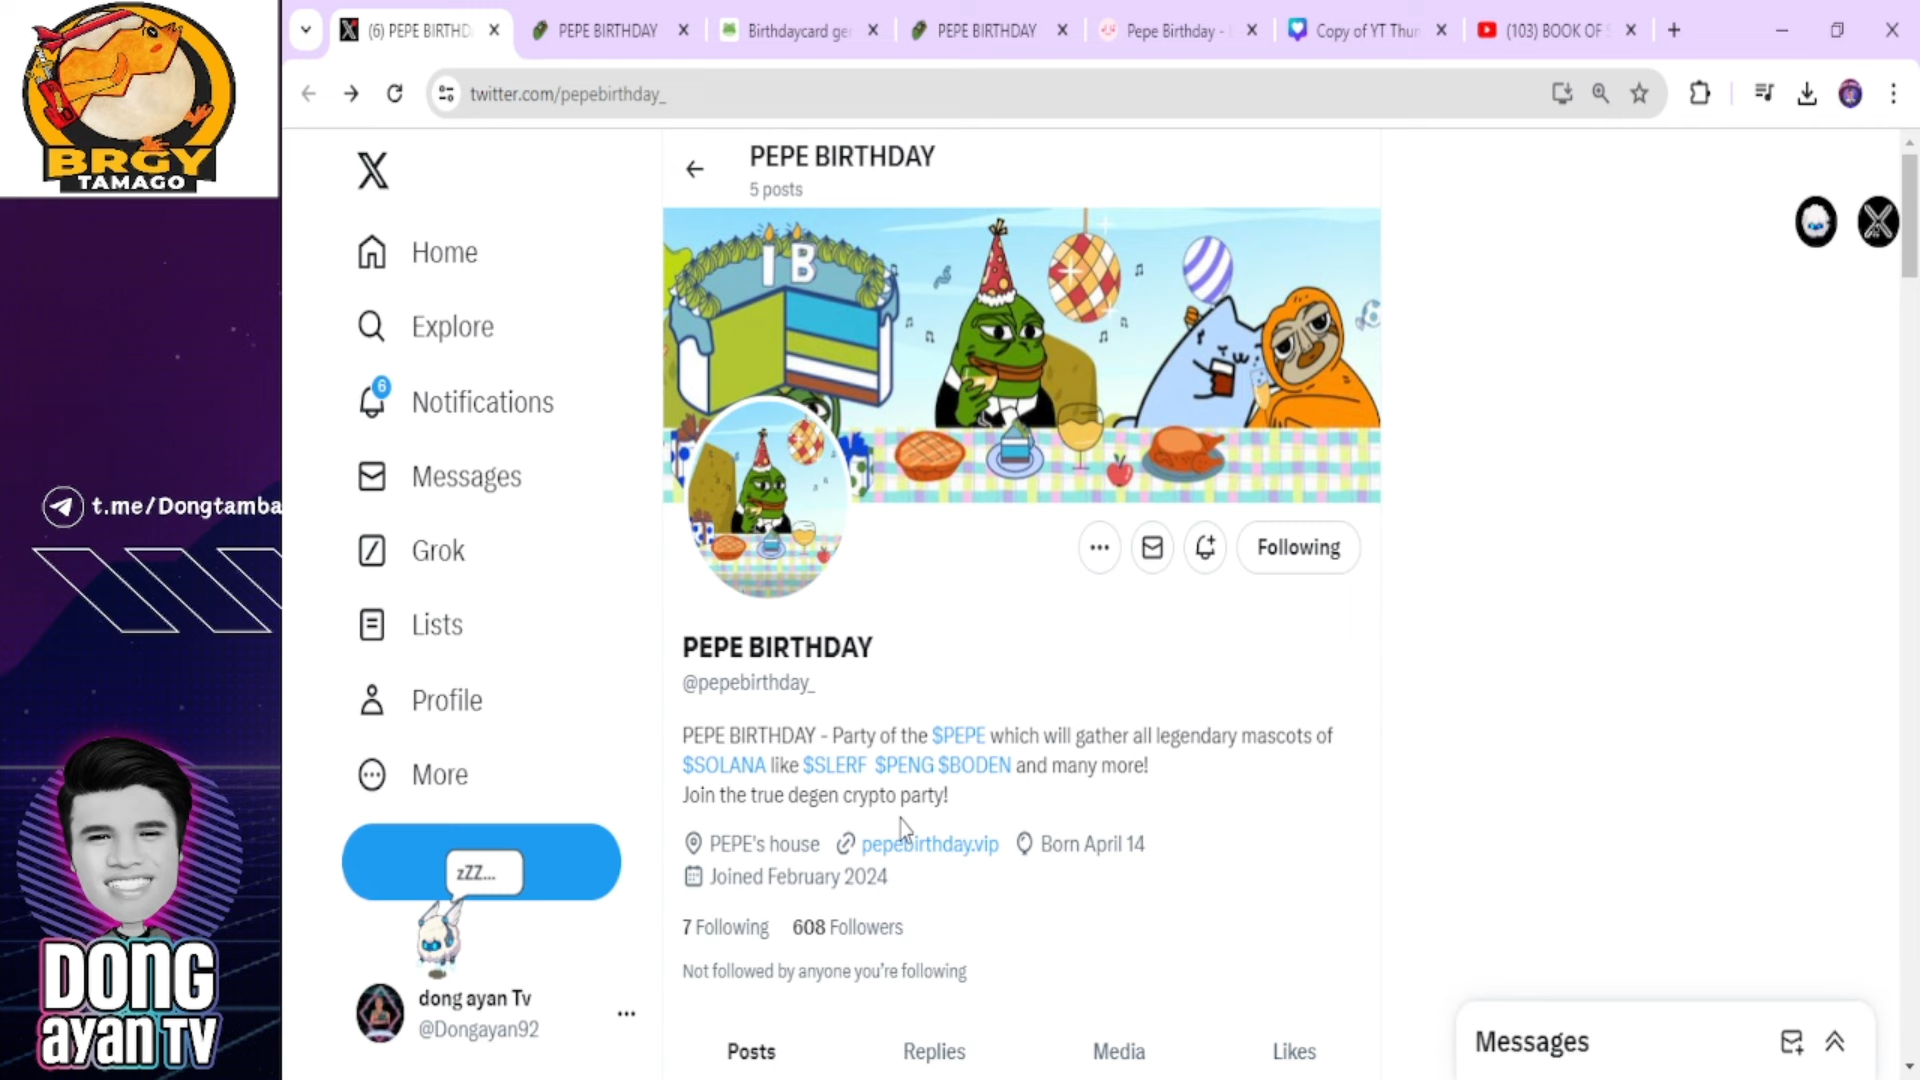 BRGY
TAMAGO
t.me/Dongtamba
DONG
ayan TV
(6) PEPE BIRTHD
PEPE BIRTHDAY
Birthdaycard ge
PEPE BIRTHDAY
Pepe Birthday -
Copy of YT Thur
(103) BOOK OF
twitter.com/pepebirthday_
X
Home
Explore
6
Notifications
Messages
Grok
Lists
Profile
More
zZZ...
dong ayan Tv
@Dongayan92
PEPE BIRTHDAY
5 posts
B
Following
PEPE BIRTHDAY
@pepebirthday_
PEPE BIRTHDAY - Party of the $PEPE which will gather all legendary mascots of
$SOLANA like $SLERF $PENG $BODEN and many more!
Join the true degen crypto party!
PEPE's house pepebirthday.vip Born April 14
Joined February 2024
7 Following 608 Followers
Not followed by anyone you're following
Posts Replies Media Likes
Messages